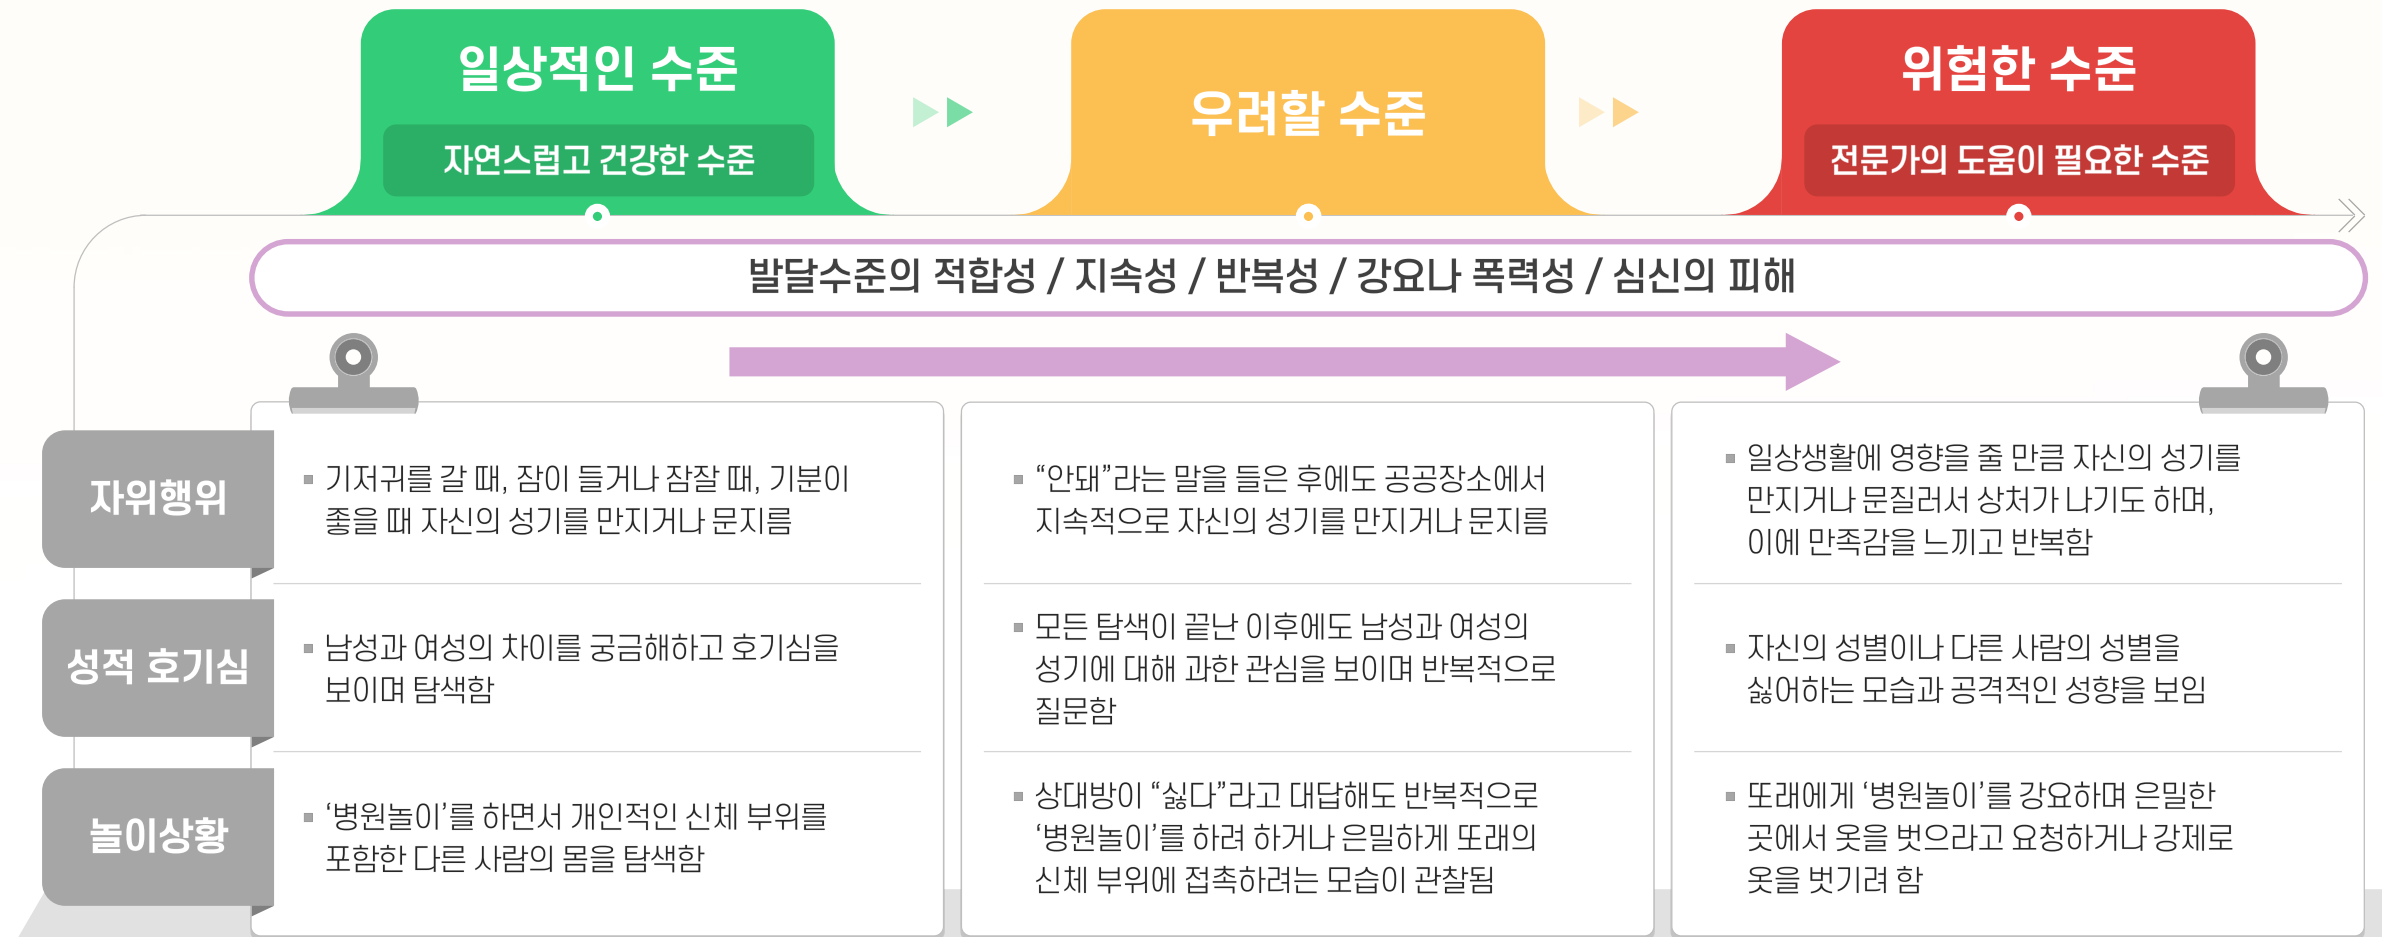 일상적인 수준
자연스럽고 건강한 수준
우려할 수준
위험한 수준
전문가의 도움이 필요한 수준
발달수준의 적합성 / 지속성 / 반복성 / 강요나 폭력성 / 심신의 피해
자위행위
기저귀를 갈 때, 잠이 들거나 잠잘 때, 기분이
좋을 때 자신의 성기를 만지거나 문지름
“안돼”라는 말을 들은 후에도 공공장소에서
지속적으로 자신의 성기를 만지거나 문지름
일상생활에 영향을 줄 만큼 자신의 성기를
만지거나 문질러서 상처가 나기도 하며,
이에 만족감을 느끼고 반복함
성적 호기심
남성과 여성의 차이를 궁금해하고 호기심을
보이며 탐색함
모든 탐색이 끝난 이후에도 남성과 여성의
성기에 대해 과한 관심을 보이며 반복적으로
질문함
자신의 성별이나 다른 사람의 성별을
싫어하는 모습과 공격적인 성향을 보임
놀이상황
‘병원놀이’를 하면서 개인적인 신체 부위를
포함한 다른 사람의 몸을 탐색함
상대방이 “싫다”라고 대답해도 반복적으로
‘병원놀이’를 하려 하거나 은밀하게 또래의
신체 부위에 접촉하려는 모습이 관찰됨
또래에게 ‘병원놀이’를 강요하며 은밀한
곳에서 옷을 벗으라고 요청하거나 강제로
옷을 벗기려 함